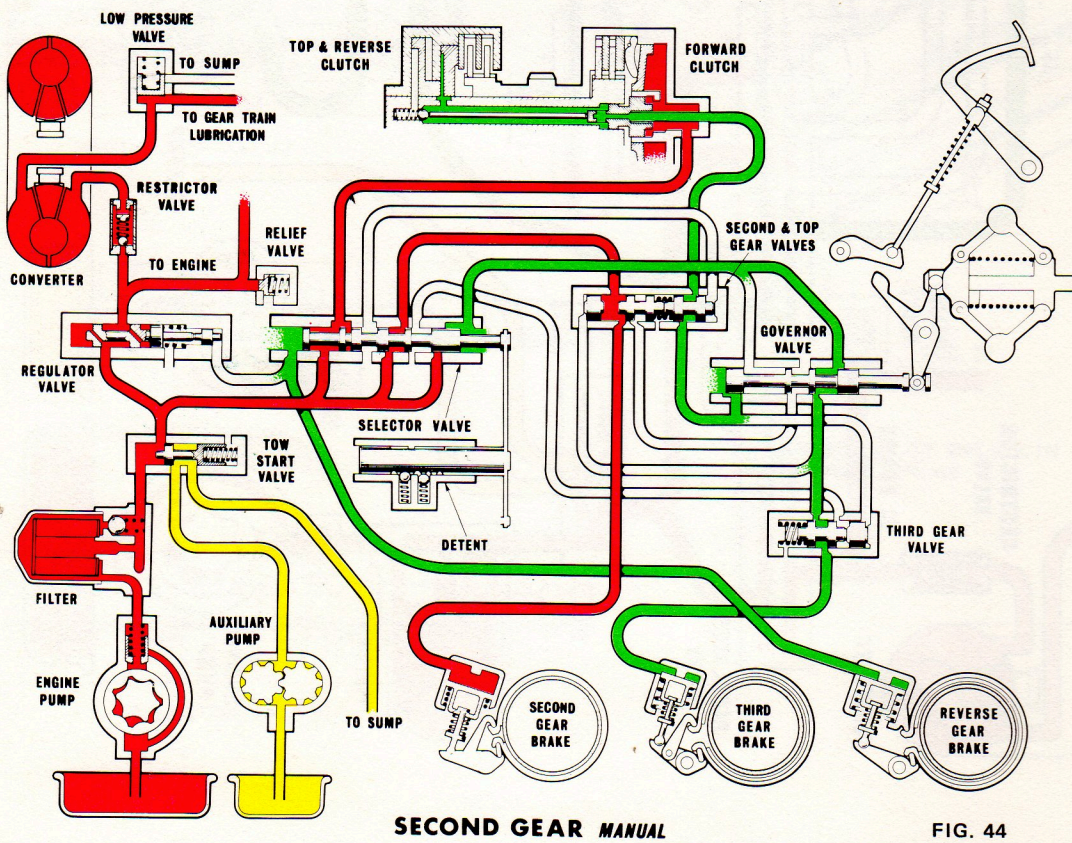 LOW PRESSURE
VALVE
TO SUMP
TO GEAR TRAIN
LUBRICATION
TOP & REVERSE
CLUTCH
FORWARD
CLUTCH
RESTRICTOR
VALVE
RELIEF
VALVE
SECOND & TOP
GEAR VALVES
CONVERTER
TO ENGINE
GOVERNOR
VALVE
REGULATOR
VALVE
SELECTOR VALVE
TOW
START
VALVE
DETENT
THIRD GEAR
VALVE
FILTER
AUXILIARY
PUMP
ENGINE
PUMP
TO SUMP
SECOND
GEAR
BRAKE
THIRD
GEAR
BRAKE
REVERSE
GEAR
BRAKE
SECOND GEAR MANUAL
FIG. 44